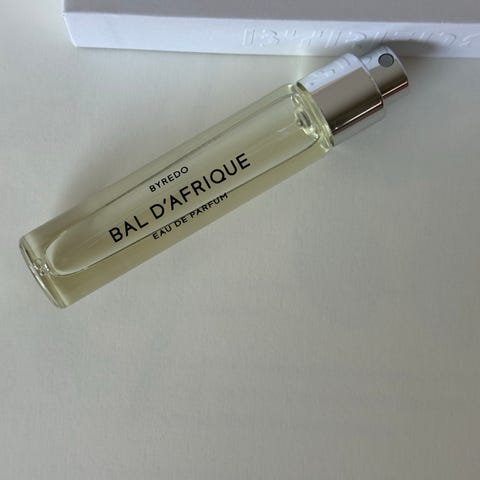 BYREDO
BAL D'AFRIQUE
EAU DE PARFUM